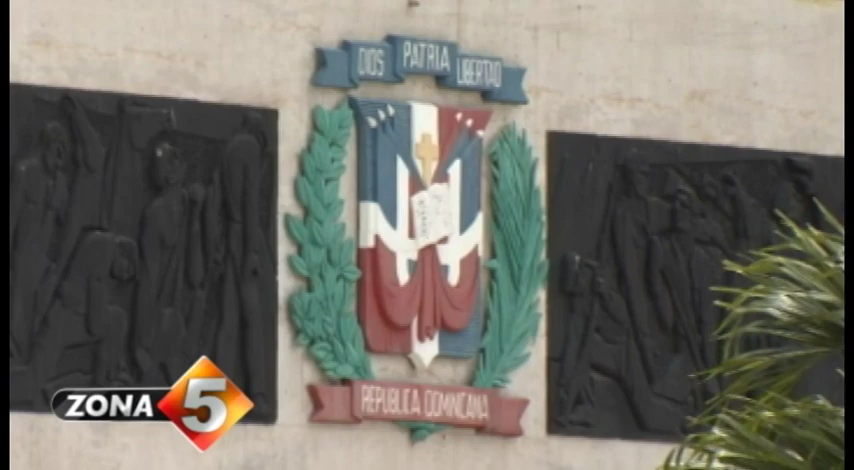 DIOS PATRIA LIBERTAD
REPUBLICA DOMINICANA
ZONA 5